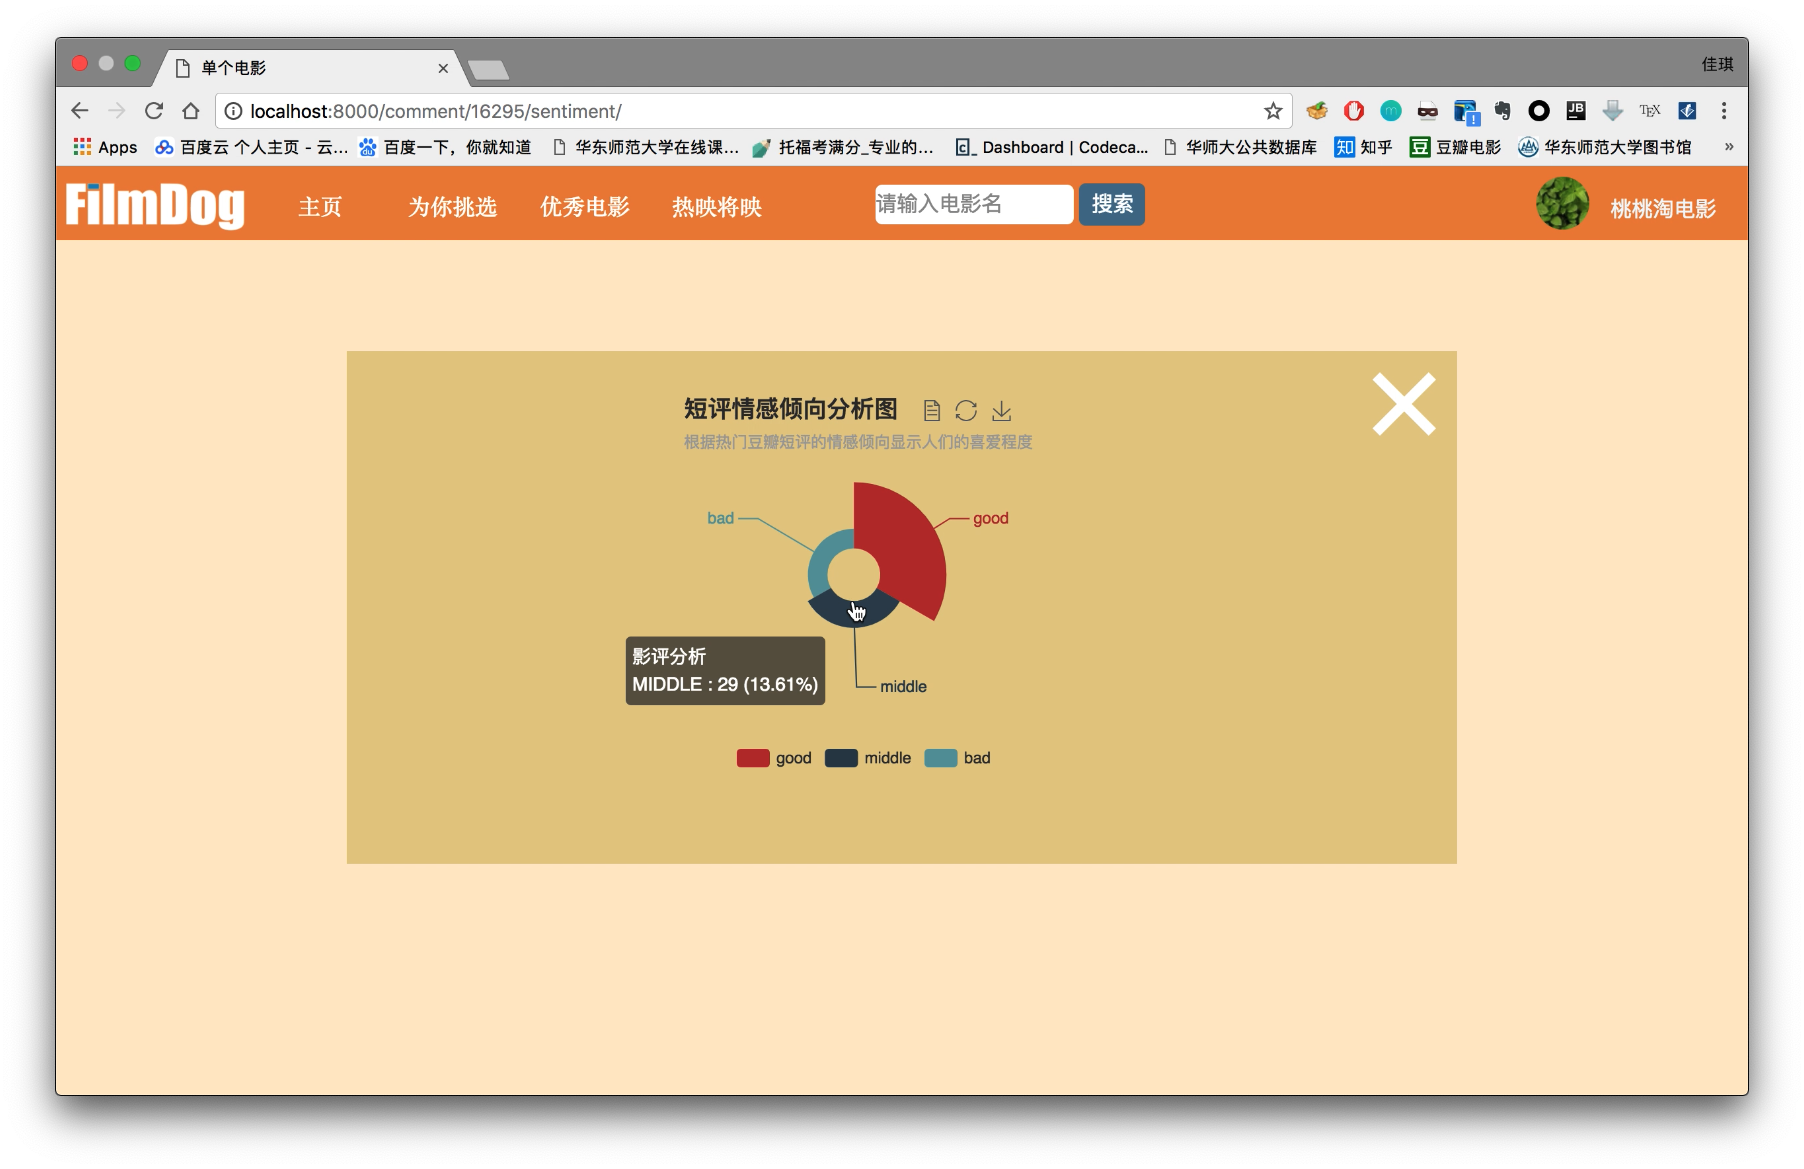 单个电影
佳琪
localhost:8000/comment/16295/sentiment/
JB
TEX
Apps
百度云 个人主页 - 云...
百度一下，你就知道
华东师范大学在线课...
托福考满分_专业的...
Dashboard | Codeca...
华师大公共数据库
知 知乎
豆 豆瓣电影
华东师范大学图书馆
»
FilmDog
主页
为你挑选
优秀电影
热映将映
请输入电影名
搜索
桃桃淘电影
短评情感倾向分析图
根据热门豆瓣短评的情感倾向显示人们的喜爱程度
bad
good
影评分析
MIDDLE : 29 (13.61%)
middle
good middle bad